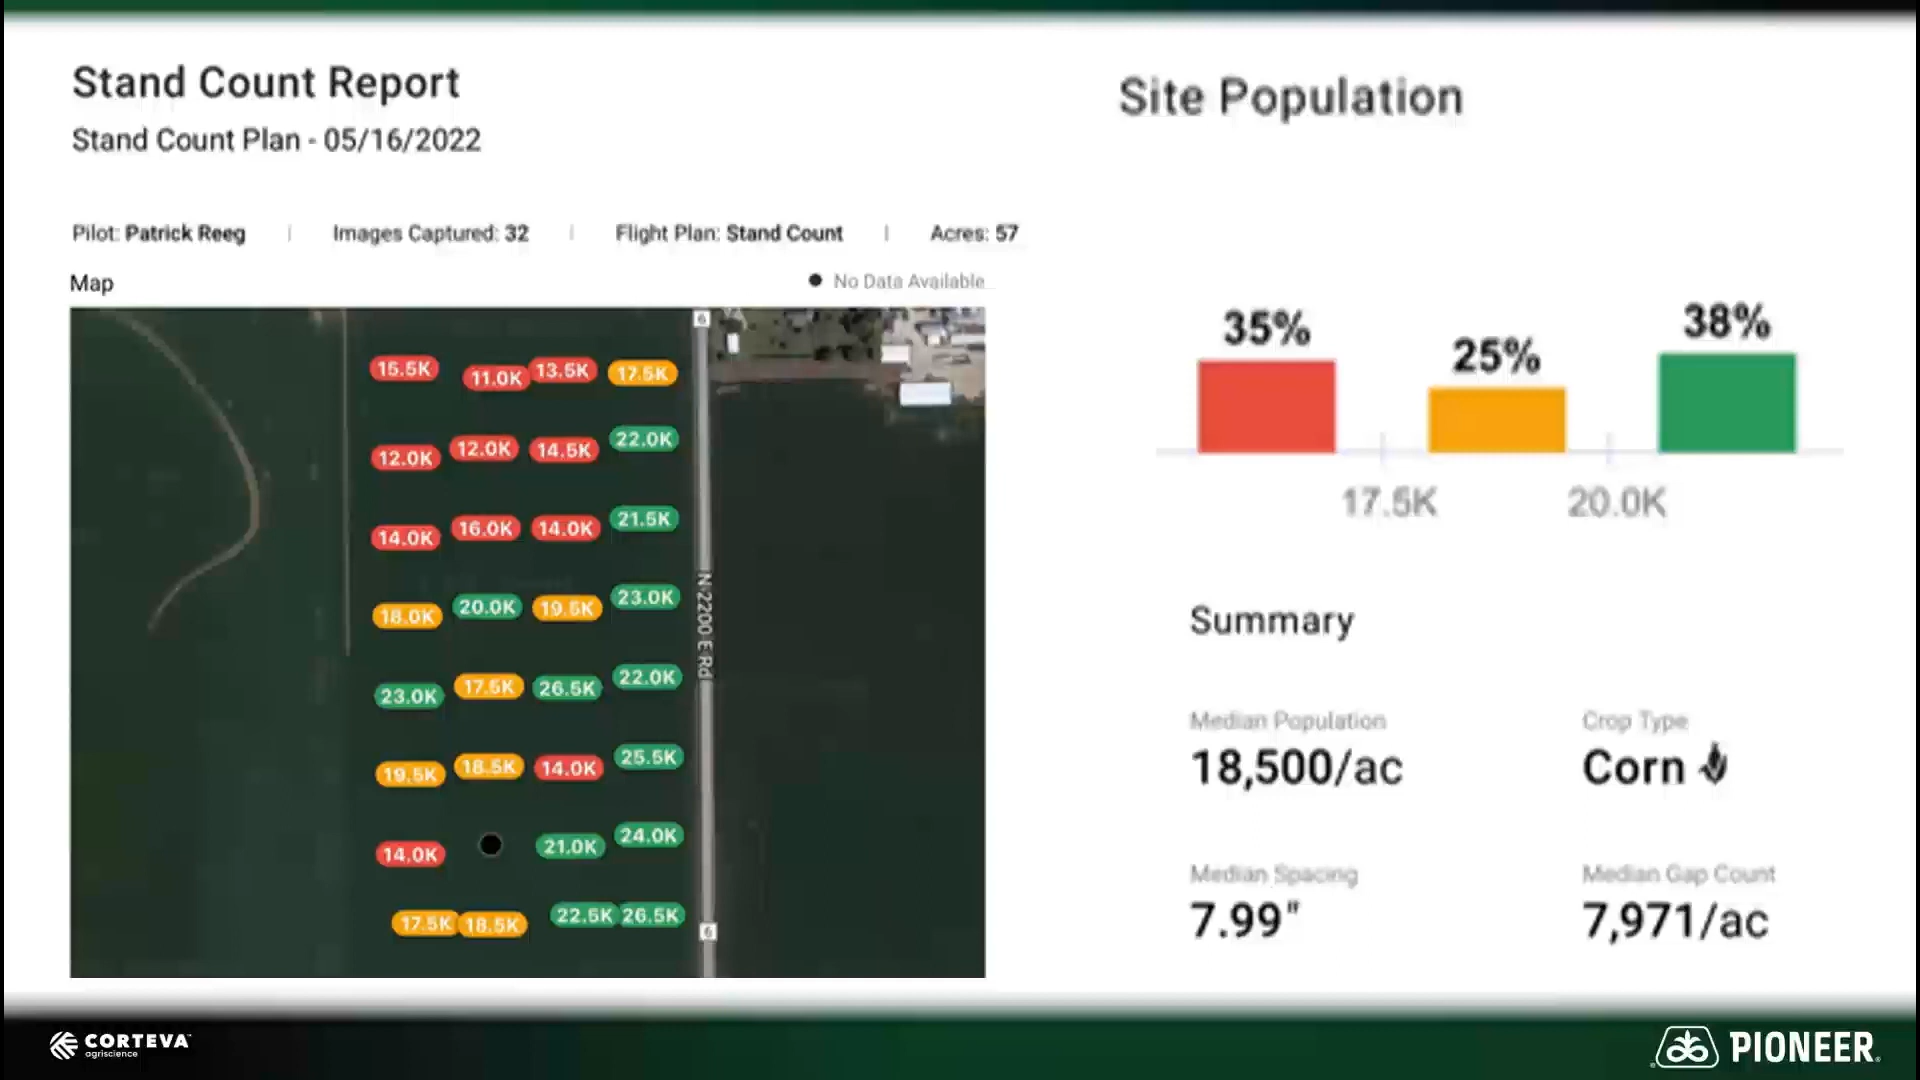 Stand Count Report
Stand Count Plan - 05/16/2022
Pilot: Patrick Reeg | Images Captured: 32 | Flight Plan: Stand Count | Acres: 57
Map
No Data Available
6
15.5K 11.0K 13.5K 17.5K
12.0K 12.0K 14.5K 22.0K
14.0K 16.0K 14.0K 21.5K
18.0K 20.0K 19.5K 23.0K
N 2200 E Rd
23.0K 17.5K 26.5K 22.0K
19.5K 18.5K 14.0K 25.5K
14.0K 21.0K 24.0K
17.5K 18.5K 22.5K 26.5K
6
Site Population
35% 25% 38%
17.5K 20.0K
Summary
Median Population
18,500/ac
Crop Type
Corn
Median Spacing
7.99"
Median Gap Count
7,971/ac
CORTEVA
agriscience
PIONEER